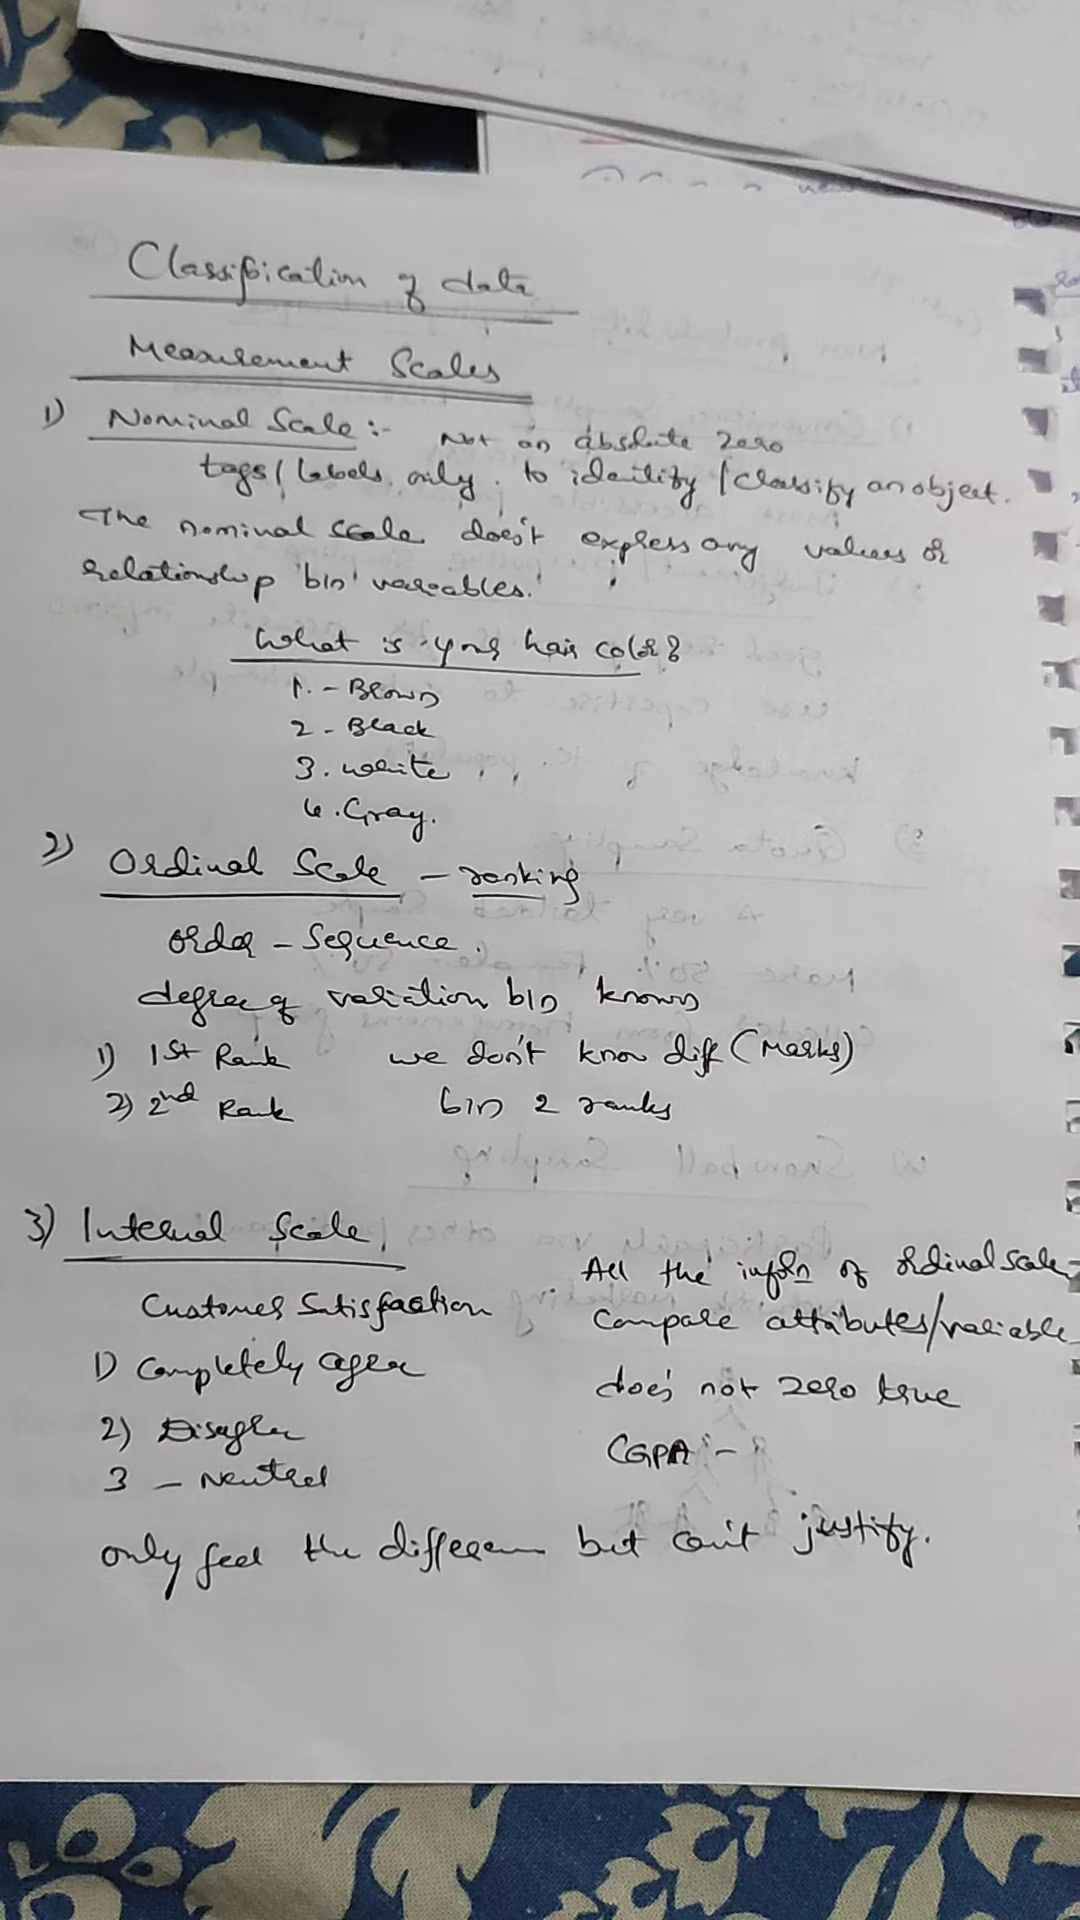 Classification of data
Measurement Scales
1) Nominal Scale :- Not an absolute zero
tags / labels only. to identify / classify an object.
The nominal scale does't express any values or
relationship b/n variables.
What is your hair color?
1. - Brown
2 - Black
3. white
4. Gray.
2) Ordinal Scale - ranking
order - Sequence.
degree of variation b/n known
1) 1st Rank we don't know diff (Marks)
2) 2nd Rank b/n 2 ranks
3) Interval Scale
All the infon of ordinal scale,
Customer Satisfaction Compare attributes/variable
1) Completely agree does not zero true
2) Disagree CGPA :-
3 - Neutral
only feel the difference but can't justify.